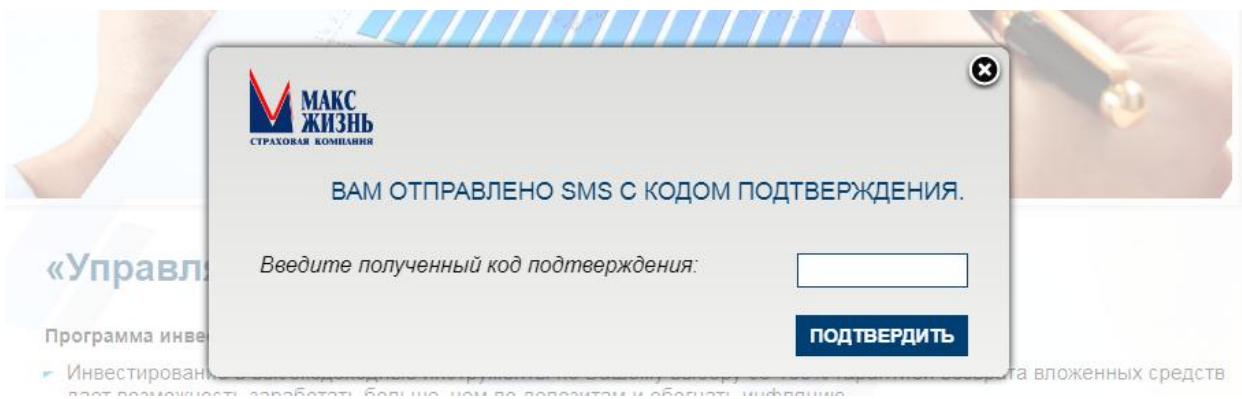 МАКС
ЖИЗНЬ
СТРАХОВАЯ КОМПАНИЯ
ВАМ ОТПРАВЛЕНО SMS С КОДОМ ПОДТВЕРЖДЕНИЯ.
«Управля
Введите полученный код подтверждения:
Программа инве
ПОДТВЕРДИТЬ
Инвестирован та вложенных средств